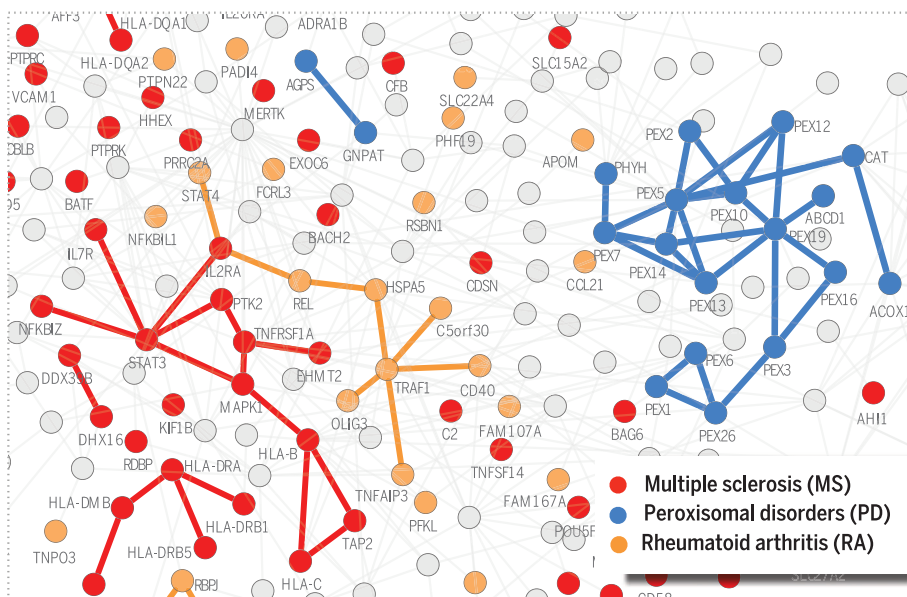 AFF3
HLA-DQA1
IL20RA
ADRA1B
PTPRC
HLA-DQA2
PTPN22
PADI4
AGPS
CFB
SLC15A2
VCAM1
HHEX
MERTK
GNPAT
SLC22A4
PHF19
CBLB
PTPRK
PRRC2A
EXOC6
APOM
PEX2
PEX12
CAT
PHYH
BATF
STAT4
FCRL3
PEX5
PEX10
ABCD1
NFKBIL1
BACH2
RSBN1
PEX7
PEX19
IL7R
IL2RA
CDSN
CCL21
PEX14
PEX13
PEX16
ACOX1
REL
HSPA5
NFKBIZ
PTK2
C5orf30
TNFRSF1A
STAT3
EHMT2
TRAF1
CD40
PEX6
PEX3
DDX39B
MAPK1
OLIG3
PEX1
PEX26
AHI1
KIF1B
C2
FAM107A
BAG6
DHX16
RDBP
HLA-B
TNFSF14
HLA-DRA
TNFAIP3
FAM167A
HLA-DMB
HLA-DRB1
PFKL
POU5F
HLA-DRB5
TAP2
TNPO3
HLA-C
RBPJ
SLC27A2
CD58
Multiple sclerosis (MS)
Peroxisomal disorders (PD)
Rheumatoid arthritis (RA)